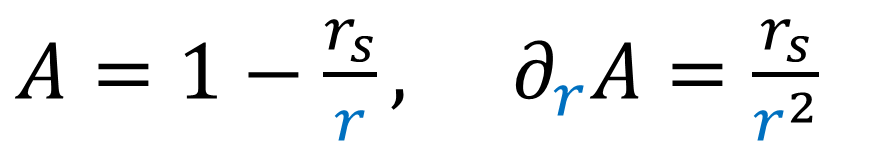 A = 1 − r_s/r, ∂_r A = r_s/r²